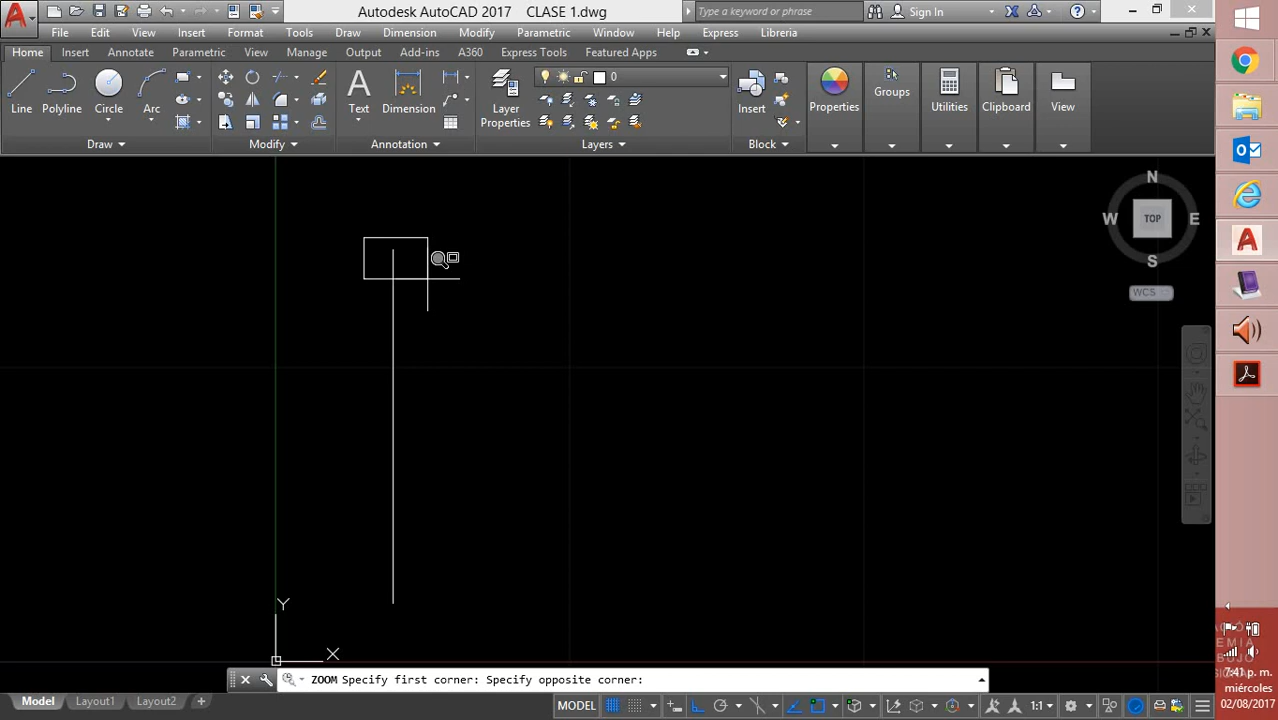 Autodesk AutoCAD 2017 CLASE 1.dwg
Type a keyword or phrase
Sign In
File Edit View Insert Format Tools Draw Dimension Modify Parametric Window Help Express Libreria
Home Insert Annotate Parametric View Manage Output Add-ins A360 Express Tools Featured Apps
Line Polyline Circle Arc
Text Dimension
Layer
Properties
0
Insert
Properties Groups Utilities Clipboard View
Draw Modify Annotation Layers Block
N
W TOP E
S
WCS
Y
X
ZOOM Specify first corner: Specify opposite corner:
Model Layout1 Layout2 +
MODEL 1:1
7:41 p. m.
miércoles
02/08/2017